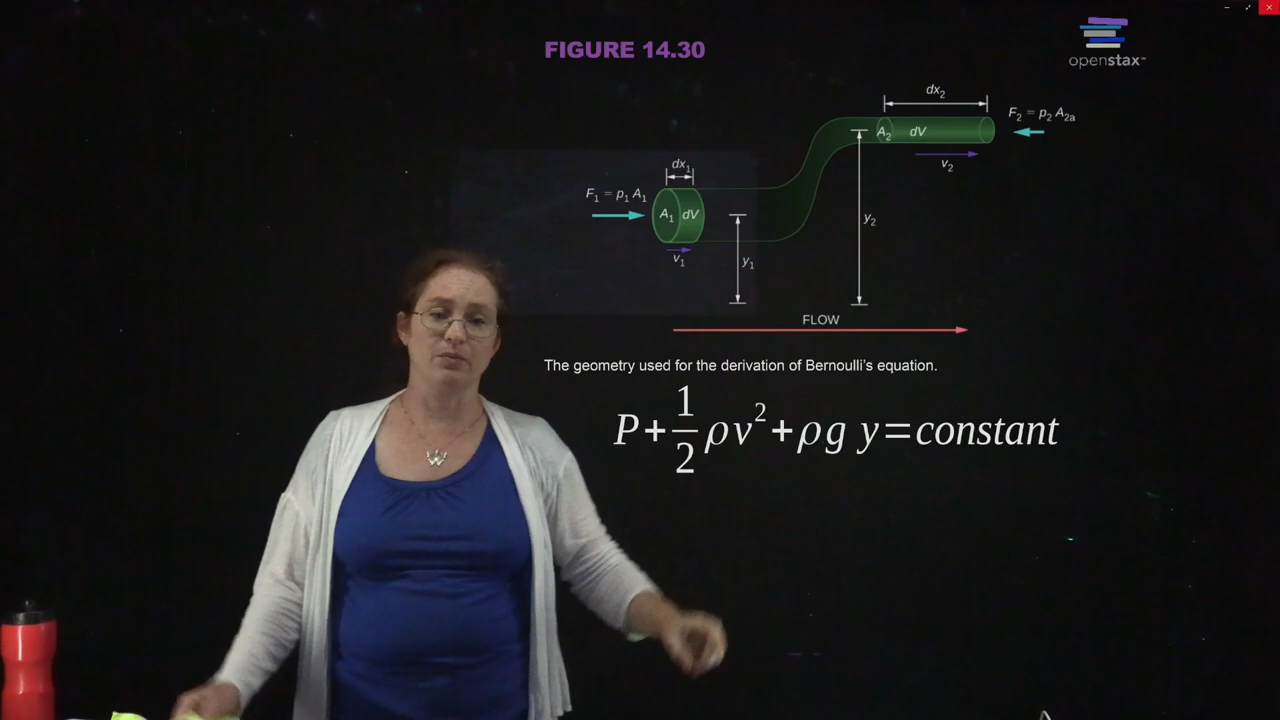 FIGURE 14.30
openstax™
dx₂
F₂ = p₂ A₂ₐ
A₂ dV
v₂
dx₁
F₁ = p₁ A₁
A₁ dV
v₁
y₁
y₂
FLOW
The geometry used for the derivation of Bernoulli's equation.
P+1/2 ρv²+ρg y=constant
W